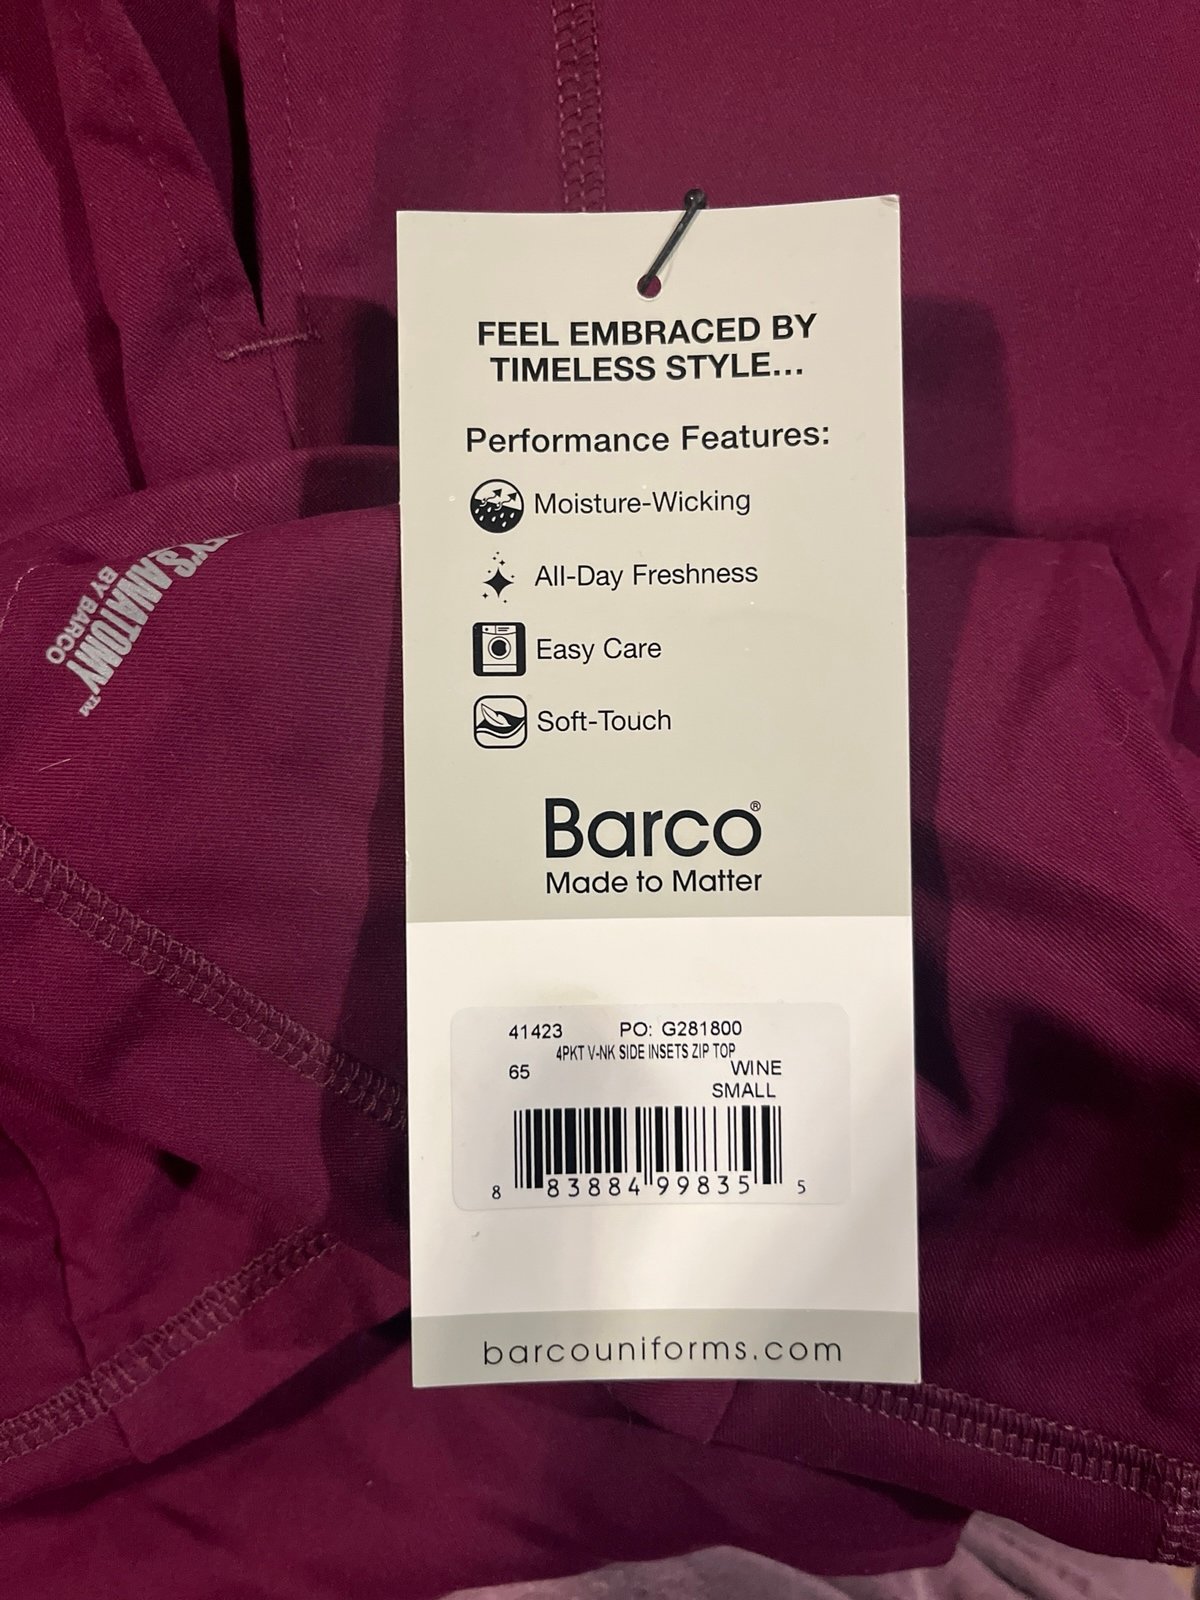 FEEL EMBRACED BY
TIMELESS STYLE...
Performance Features:
Moisture-Wicking
All-Day Freshness
Easy Care
Soft-Touch
Barco®
Made to Matter
41423 PO: G281800
4PKT V-NK SIDE INSETS ZIP TOP
65 WINE
SMALL
8 83884 99835 5
barcouniforms.com
EY'S ANATOMY™
BY BARCO